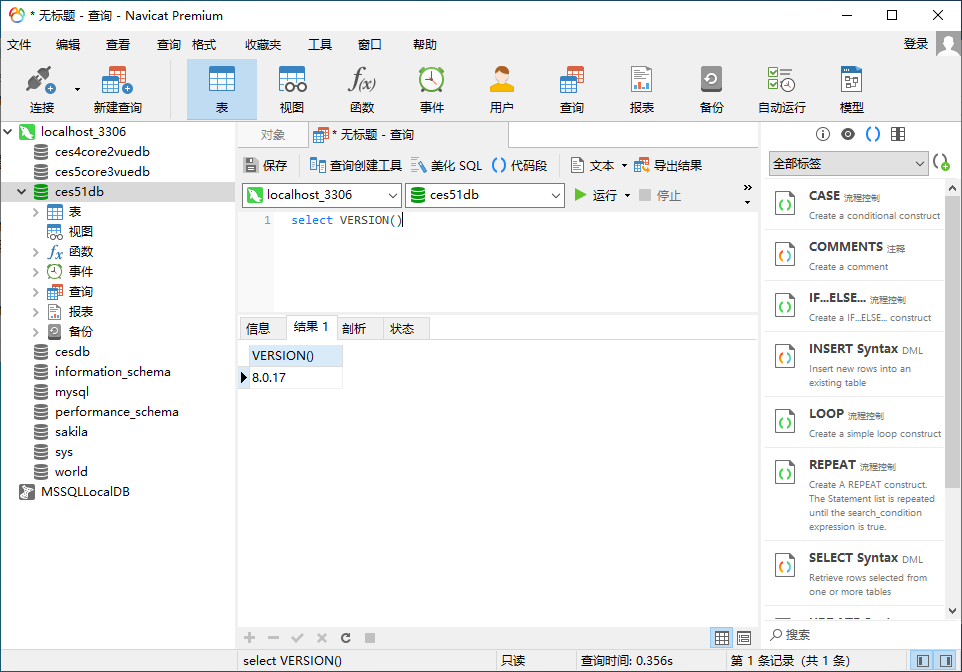 * 无标题 - 查询 - Navicat Premium
文件 编辑 查看 查询 格式 收藏夹 工具 窗口 帮助 登录
连接 新建查询 表 视图 函数 事件 用户 查询 报表 备份 自动运行 模型
localhost_3306
ces4core2vuedb
ces5core3vuedb
ces51db
表
视图
函数
事件
查询
报表
备份
cesdb
information_schema
mysql
performance_schema
sakila
sys
world
MSSQLLocalDB
对象 * 无标题 - 查询
保存 查询创建工具 美化 SQL 代码段 文本 导出结果
localhost_3306 ces51db 运行 停止
1 select VERSION()
信息 结果 1 剖析 状态
VERSION()
8.0.17
全部标签
CASE 流程控制
Create a conditional construct
COMMENTS 注释
Create a comment
IF...ELSE... 流程控制
Create a IF...ELSE... construct
INSERT Syntax DML
Insert new rows into an
existing table
LOOP 流程控制
Create a simple loop construct
REPEAT 流程控制
Create A REPEAT construct.
The Statement list is repeated
until the search_condition
expression is true.
SELECT Syntax DML
Retrieve rows selected from
one or more tables
搜索
select VERSION() 只读 查询时间: 0.356s 第 1 条记录 (共 1 条)